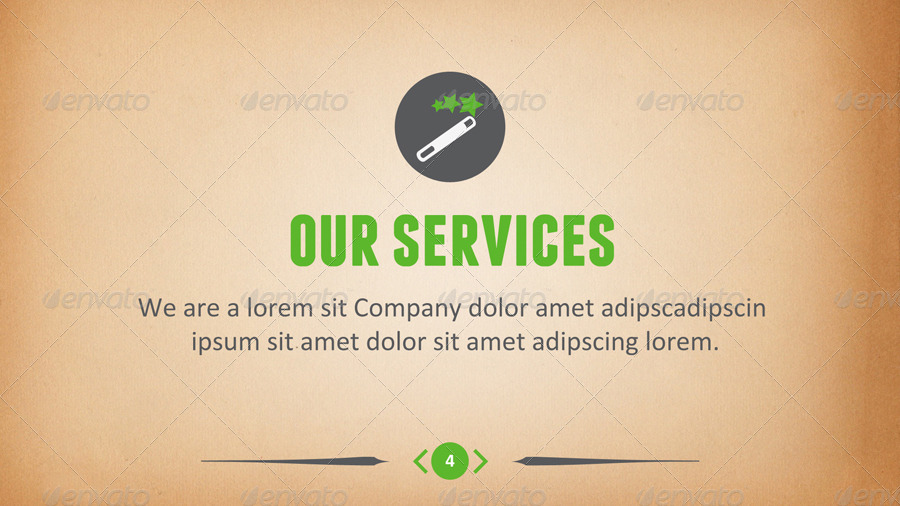 OUR SERVICES
We are a lorem sit Company dolor amet adipscadipscin
ipsum sit amet dolor sit amet adipscing lorem.
4
envato